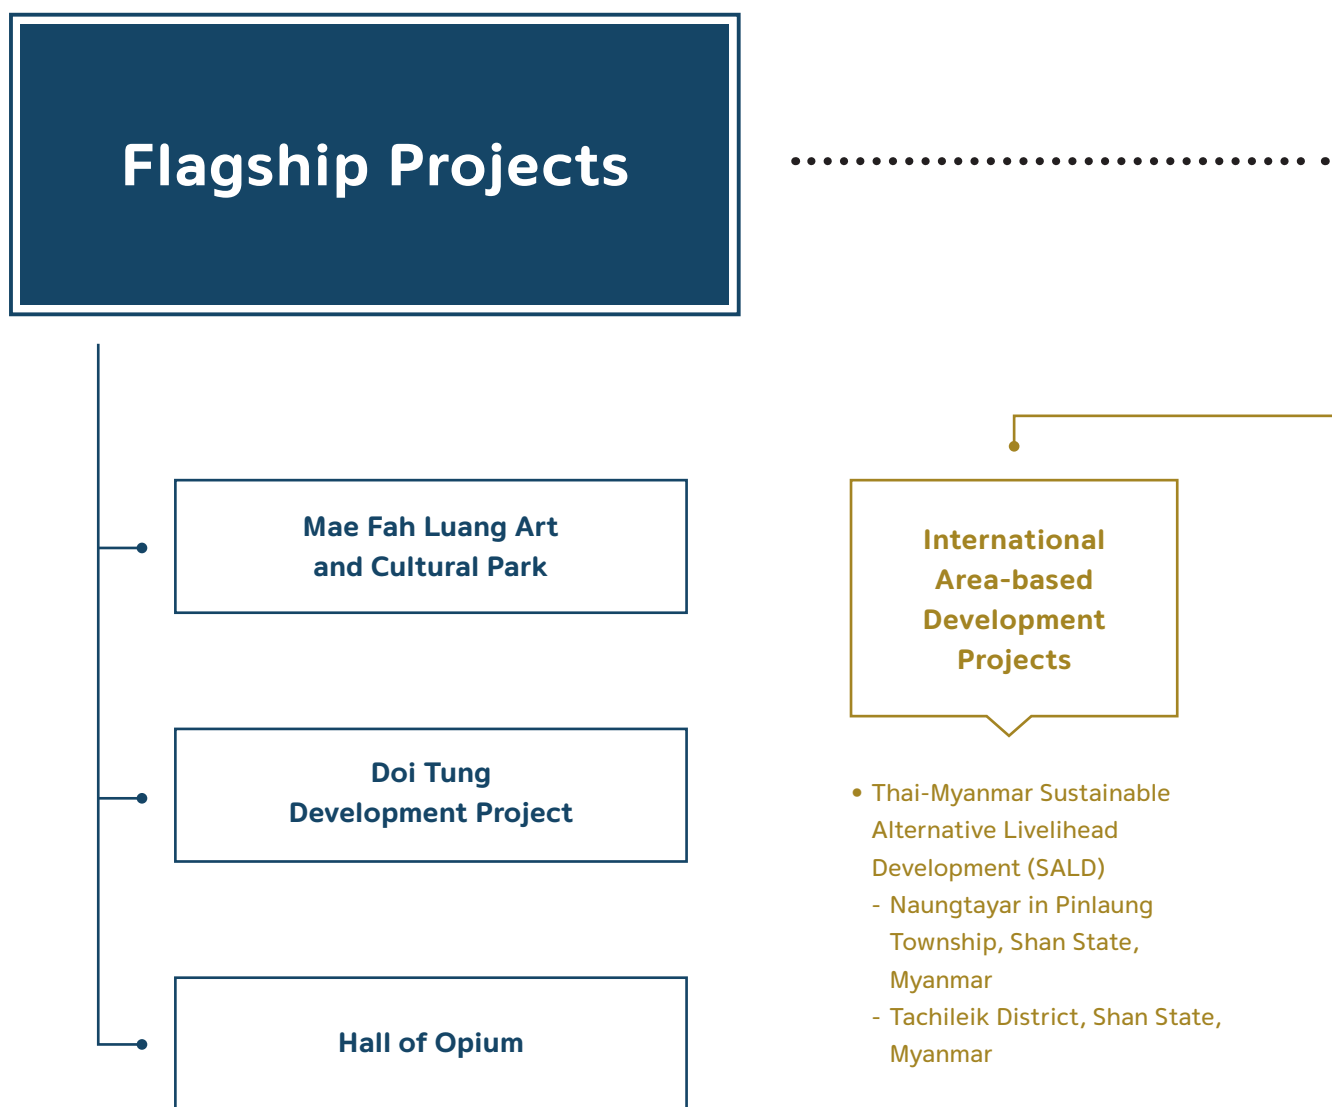 Flagship Projects
Mae Fah Luang Art
and Cultural Park
Doi Tung
Development Project
Hall of Opium
International
Area-based
Development
Projects
• Thai-Myanmar Sustainable
Alternative Livelihead
Development (SALD)
- Naungtayar in Pinlaung
Township, Shan State,
Myanmar
- Tachileik District, Shan State,
Myanmar